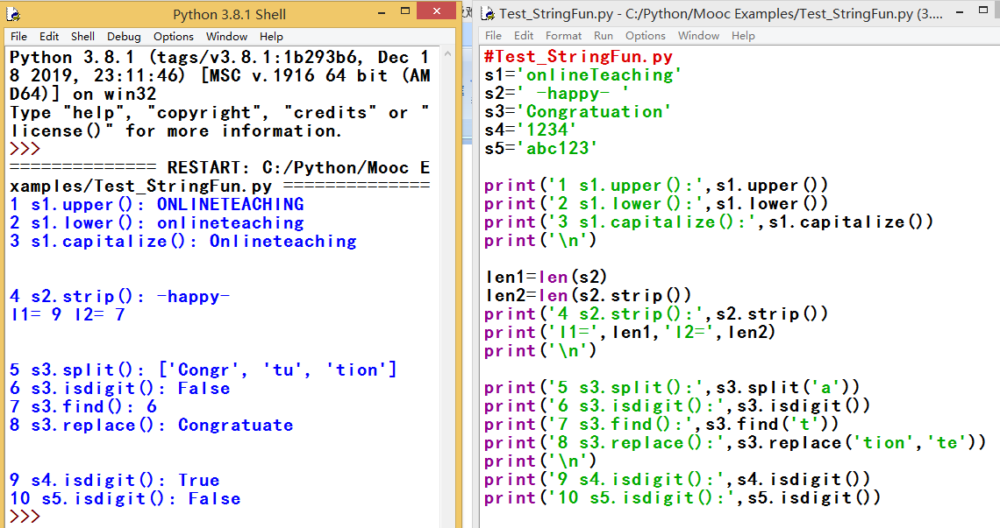 Python 3.8.1 Shell
File Edit Shell Debug Options Window Help
Python 3.8.1 (tags/v3.8.1:1b293b6, Dec 1
8 2019, 23:11:46) [MSC v.1916 64 bit (AM
D64)] on win32
Type "help", "copyright", "credits" or "
license()" for more information.
>>>
============== RESTART: C:/Python/Mooc E
xamples/Test_StringFun.py ==============
1 s1.upper(): ONLINETEACHING
2 s1.lower(): onlineteaching
3 s1.capitalize(): Onlineteaching
4 s2.strip(): -happy-
l1= 9 l2= 7
5 s3.split(): ['Congr', 'tu', 'tion']
6 s3.isdigit(): False
7 s3.find(): 6
8 s3.replace(): Congratuate
9 s4.isdigit(): True
10 s5.isdigit(): False
>>>
Test_StringFun.py - C:/Python/Mooc Examples/Test_StringFun.py (3....
File Edit Format Run Options Window Help
#Test_StringFun.py
s1='onlineTeaching'
s2=' -happy- '
s3='Congratuation'
s4='1234'
s5='abc123'
print('1 s1.upper():',s1.upper())
print('2 s1.lower():',s1.lower())
print('3 s1.capitalize():',s1.capitalize())
print('\n')
len1=len(s2)
len2=len(s2.strip())
print('4 s2.strip():',s2.strip())
print('l1=',len1,'l2=',len2)
print('\n')
print('5 s3.split():',s3.split('a'))
print('6 s3.isdigit():',s3.isdigit())
print('7 s3.find():',s3.find('t'))
print('8 s3.replace():',s3.replace('tion','te'))
print('\n')
print('9 s4.isdigit():',s4.isdigit())
print('10 s5.isdigit():',s5.isdigit())